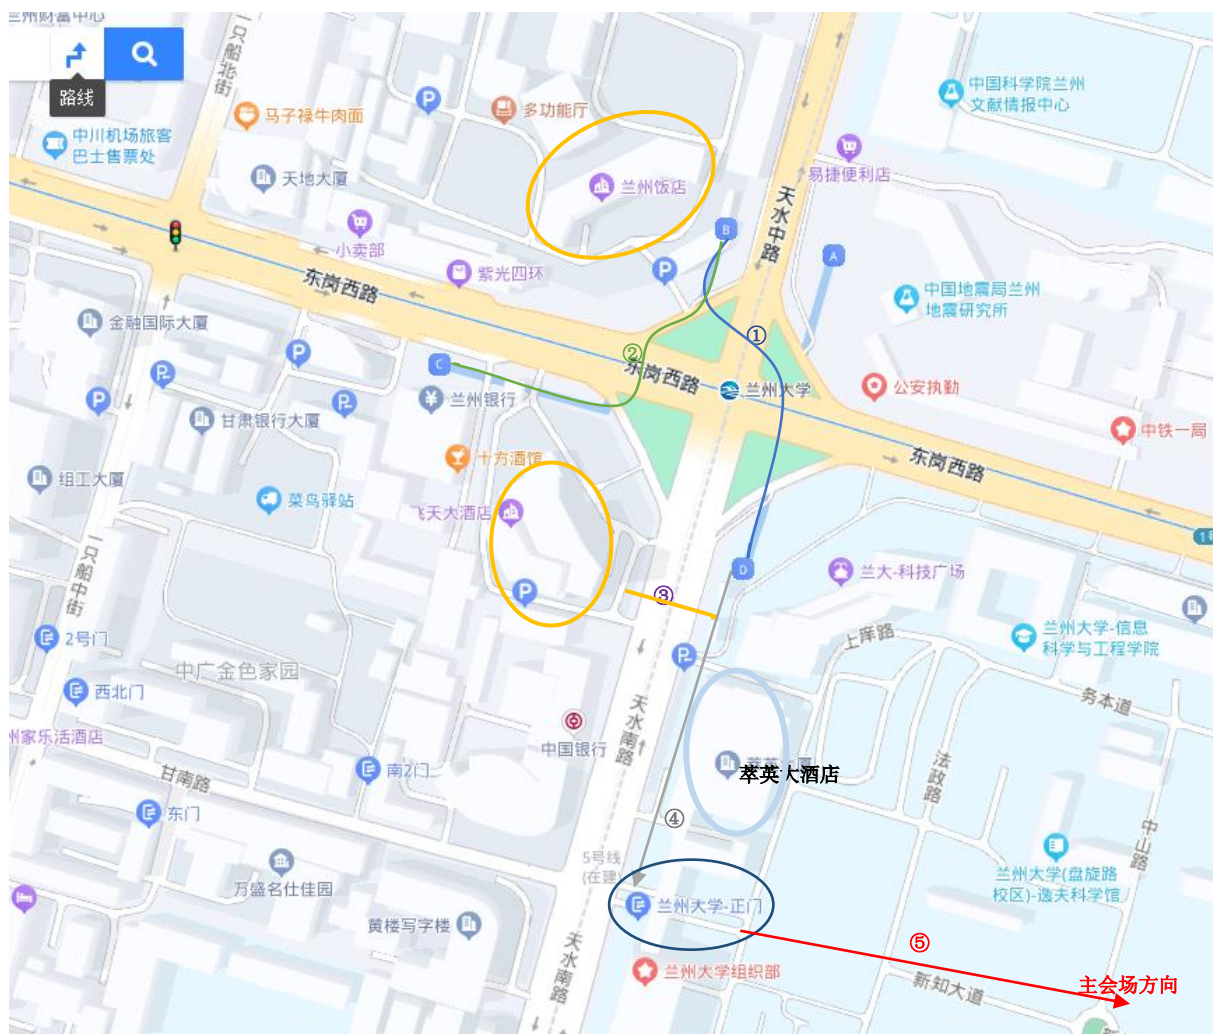 兰州财富中心
路线
一只船北街
马子禄牛肉面
多功能厅
中国科学院兰州
文献情报中心
中川机场旅客
巴士售票处
天地大厦
兰州饭店
易捷便利店
天水中路
小卖部
紫光四环
B
A
P
P
东岗西路
中国地震局兰州
地震研究所
金融国际大厦
①
②
P
P
C
东岗西路
兰州大学
公安执勤
兰州银行
P
P
甘肃银行大厦
中铁一局
十方酒馆
东岗西路
组工大厦
菜鸟驿站
飞天大酒店
一只船中街
D
兰大-科技广场
P
③
2号门
上庠路
兰州大学-信息
科学与工程学院
P
中广金色家园
西北门
务本道
天水南路
州家乐活酒店
中国银行
甘南路
南2门
萃英大酒店
法政路
东门
④
中山路
5号线
(在建)
万盛名仕佳园
兰州大学(盘旋路
校区)-逸夫科学馆
兰州大学-正门
黄楼写字楼
⑤
天水南路
兰州大学组织部
新知大道
主会场方向